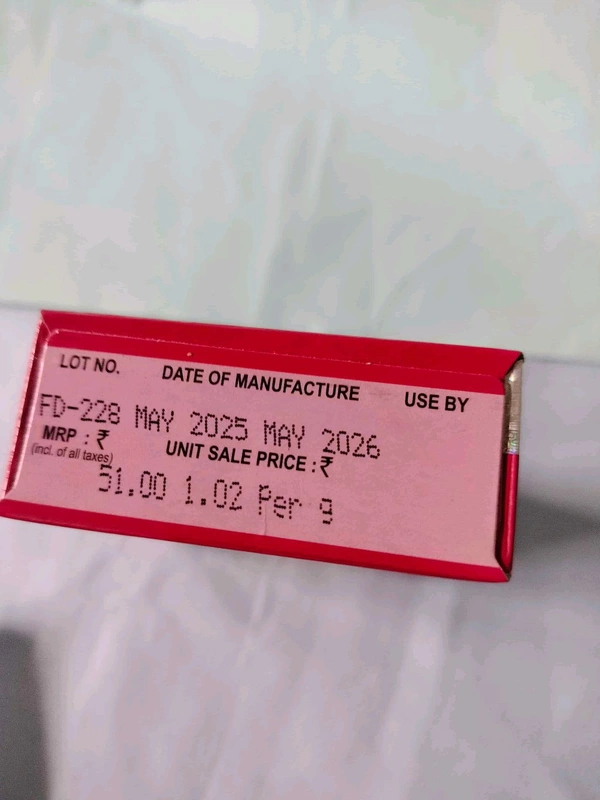 LOT NO. DATE OF MANUFACTURE USE BY
FD-228 MAY 2025 MAY 2026
MRP : ₹ UNIT SALE PRICE : ₹
(incl. of all taxes)
51.00 1.02 Per g